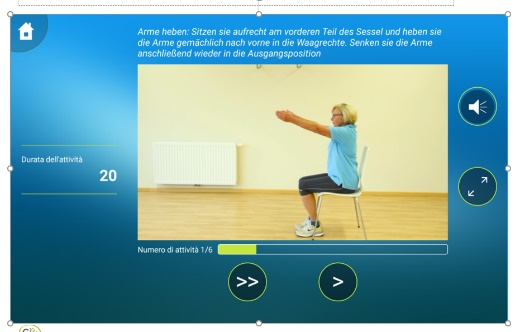 Arme heben: Sitzen sie aufrecht am vorderen Teil des Sessel und heben sie
die Arme gemächlich nach vorne in die Waagrechte. Senken sie die Arme
anschließend wieder in die Ausgangsposition
Durata dell'attività
20
Numero di attività 1/6
>>
>